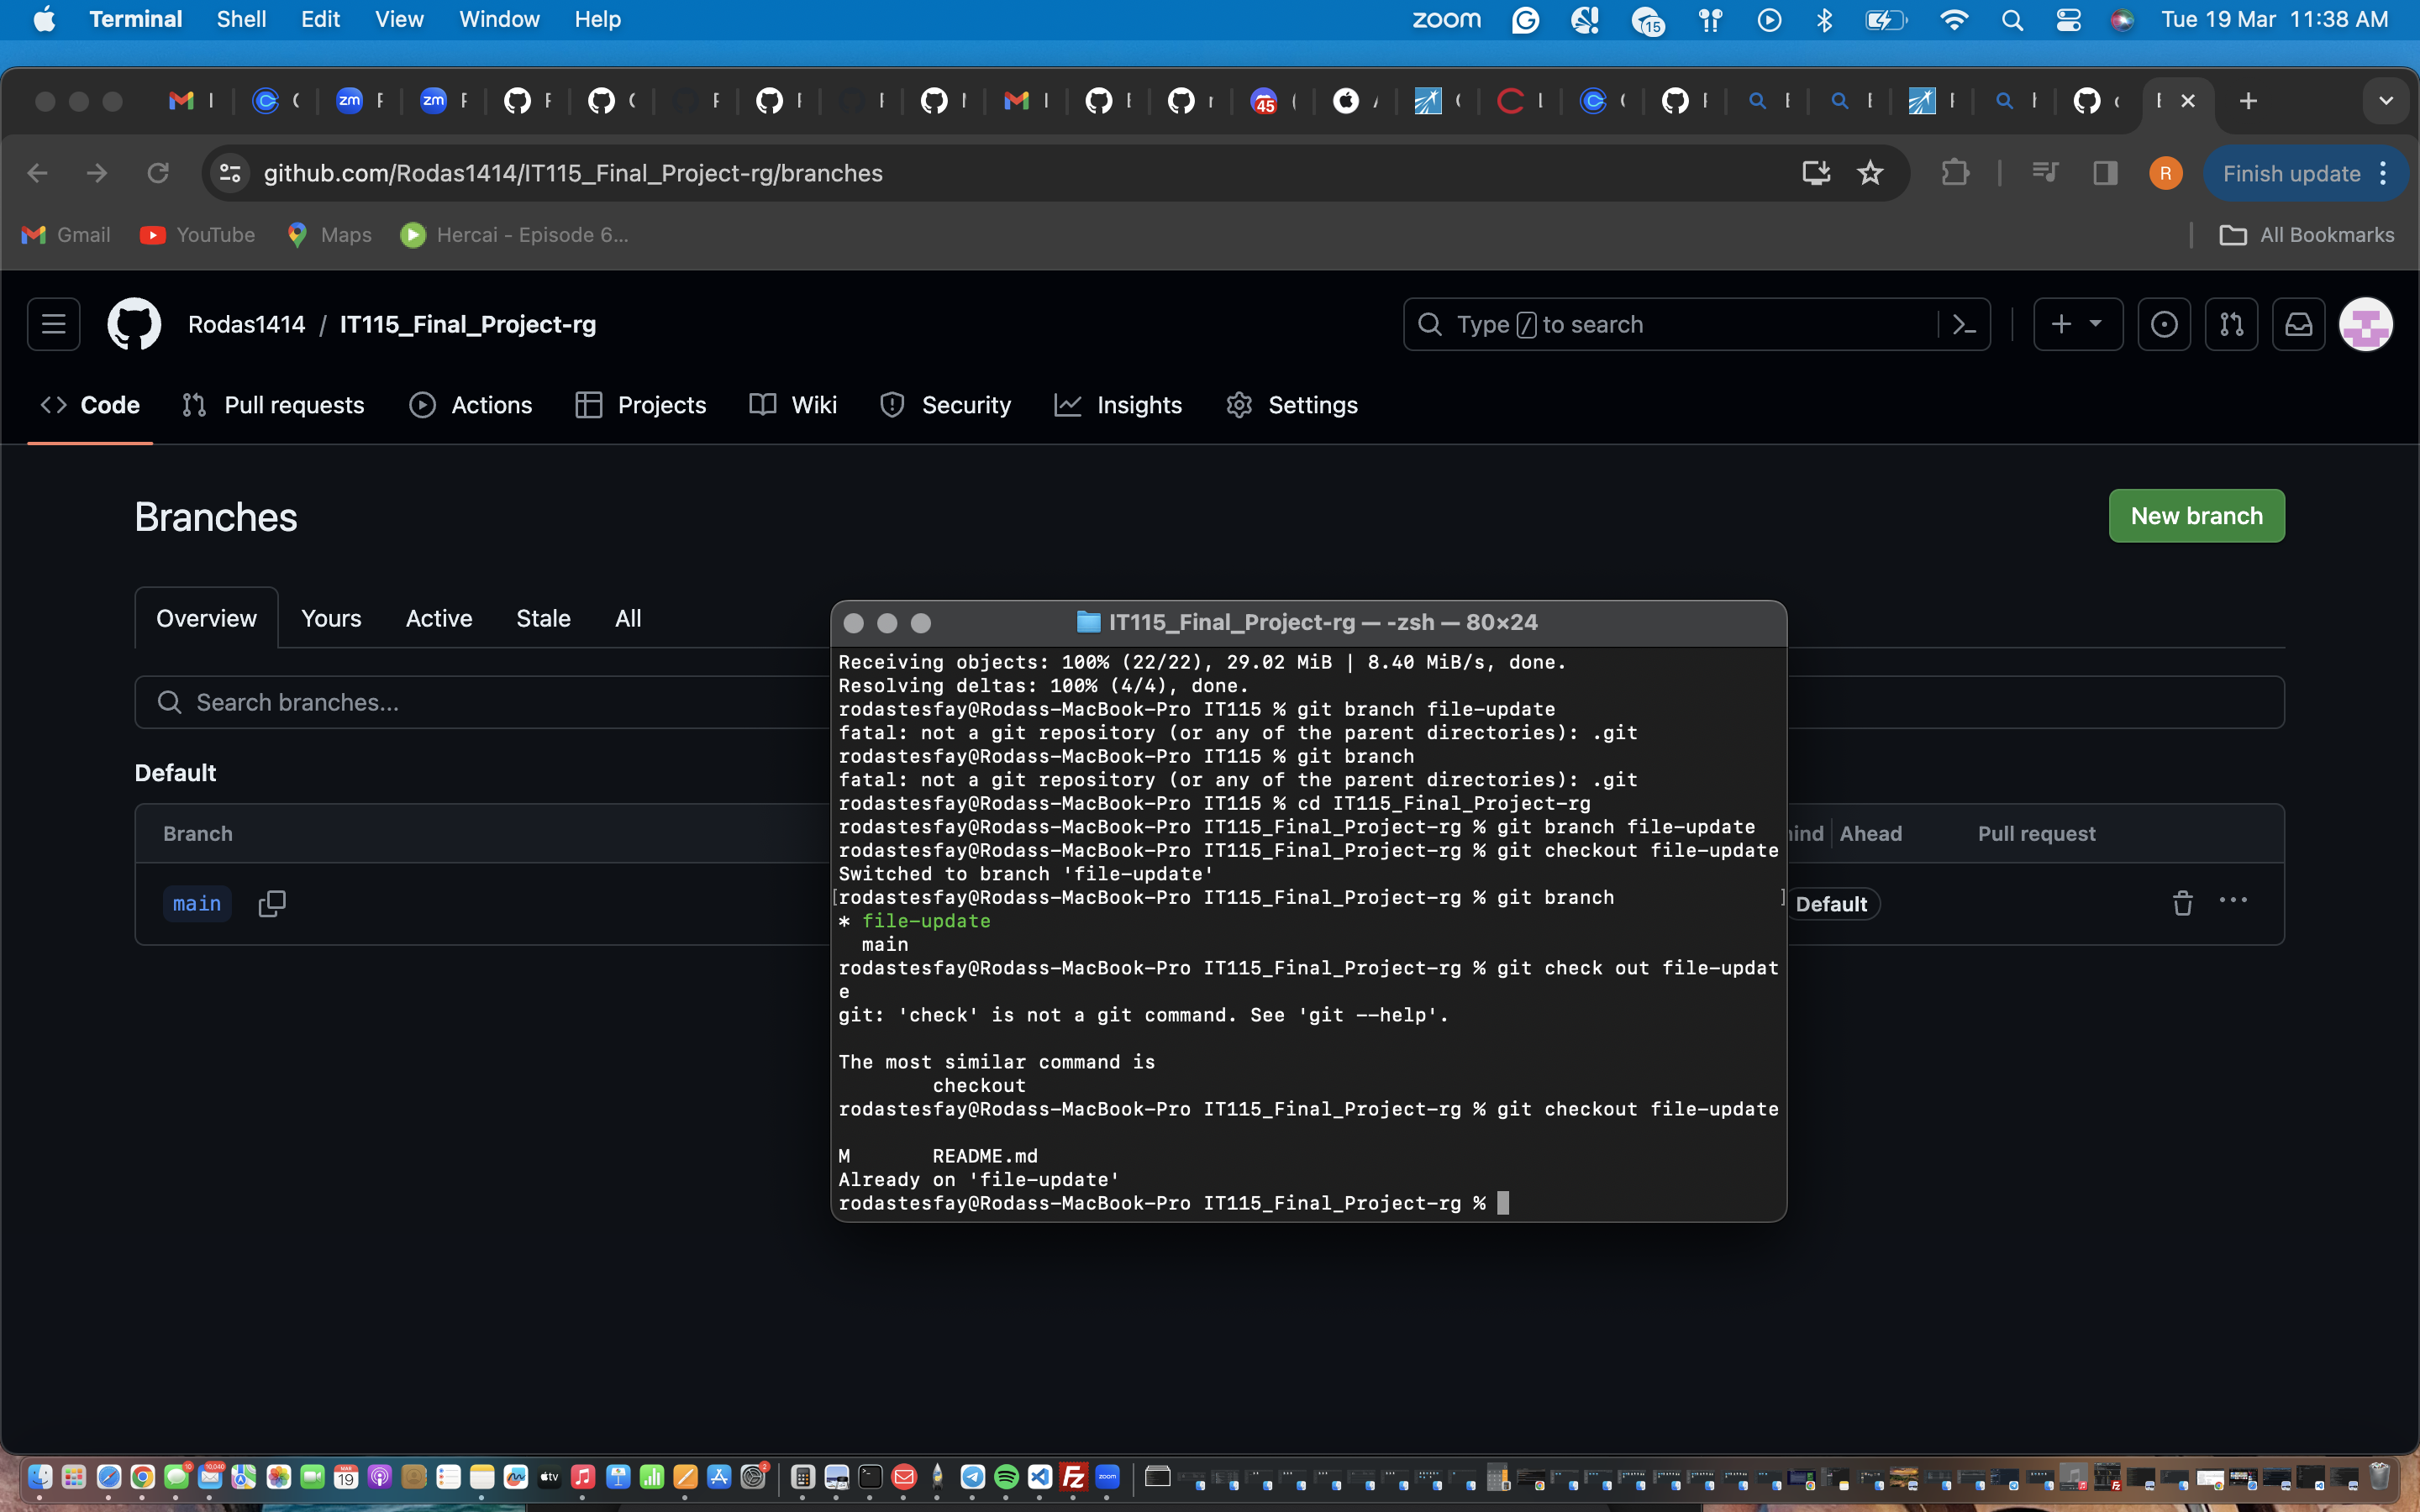 Terminal Shell Edit View Window Help zoom 15 Tue 19 Mar 11:38 AM
zm zm 45
github.com/Rodas1414/IT115_Final_Project-rg/branches R Finish update
Gmail YouTube Maps Hercai - Episode 6... All Bookmarks
Rodas1414 / IT115_Final_Project-rg Type / to search
Code Pull requests Actions Projects Wiki Security Insights Settings
Branches New branch
Overview Yours Active Stale All
Search branches...
Default
Branch Ahead Pull request
main Default
IT115_Final_Project-rg — -zsh — 80×24
Receiving objects: 100% (22/22), 29.02 MiB | 8.40 MiB/s, done.
Resolving deltas: 100% (4/4), done.
rodastesfay@Rodass-MacBook-Pro IT115 % git branch file-update
fatal: not a git repository (or any of the parent directories): .git
rodastesfay@Rodass-MacBook-Pro IT115 % git branch
fatal: not a git repository (or any of the parent directories): .git
rodastesfay@Rodass-MacBook-Pro IT115 % cd IT115_Final_Project-rg
rodastesfay@Rodass-MacBook-Pro IT115_Final_Project-rg % git branch file-update
rodastesfay@Rodass-MacBook-Pro IT115_Final_Project-rg % git checkout file-update
Switched to branch 'file-update'
[rodastesfay@Rodass-MacBook-Pro IT115_Final_Project-rg % git branch ]
* file-update
main
rodastesfay@Rodass-MacBook-Pro IT115_Final_Project-rg % git check out file-updat
e
git: 'check' is not a git command. See 'git --help'.
The most similar command is
checkout
rodastesfay@Rodass-MacBook-Pro IT115_Final_Project-rg % git checkout file-update
M README.md
Already on 'file-update'
rodastesfay@Rodass-MacBook-Pro IT115_Final_Project-rg %